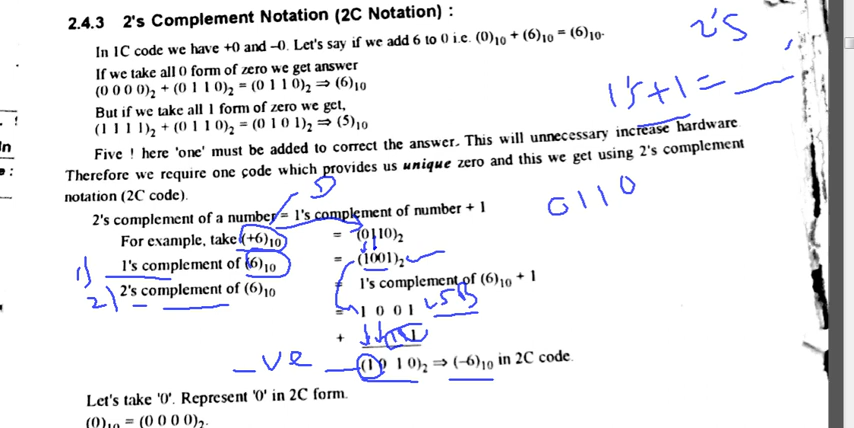 2.4.3 2's Complement Notation (2C Notation) :
In 1C code we have +0 and –0. Let's say if we add 6 to 0 i.e. (0)10 + (6)10 = (6)10.
If we take all 0 form of zero we get answer
(0 0 0 0)2 + (0 1 1 0)2 = (0 1 1 0)2 ⇒ (6)10
But if we take all 1 form of zero we get,
(1 1 1 1)2 + (0 1 1 0)2 = (0 1 0 1)2 ⇒ (5)10
Five ! here 'one' must be added to correct the answer. This will unnecessary increase hardware.
Therefore we require one code which provides us unique zero and this we get using 2's complement
notation (2C code).
2's complement of a number = 1's complement of number + 1
For example, take (+6)10 = (0110)2
1's complement of (6)10 = (1001)2
2's complement of (6)10 = 1's complement of (6)10 + 1
= 1 0 0 1
+ 1
(1 0 1 0)2 ⇒ (–6)10 in 2C code.
Let's take '0'. Represent '0' in 2C form.
(0)10 = (0 0 0 0)2.
2's
1's + 1 =
0110
1)
2)
LSB
-ve